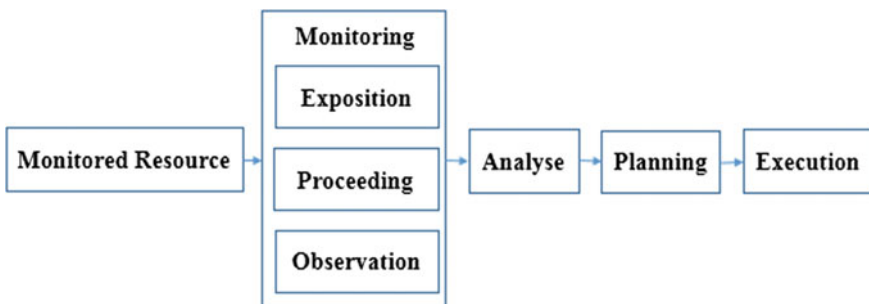 Monitoring
Exposition
Monitored Resource
Proceeding
Analyse
Planning
Execution
Observation